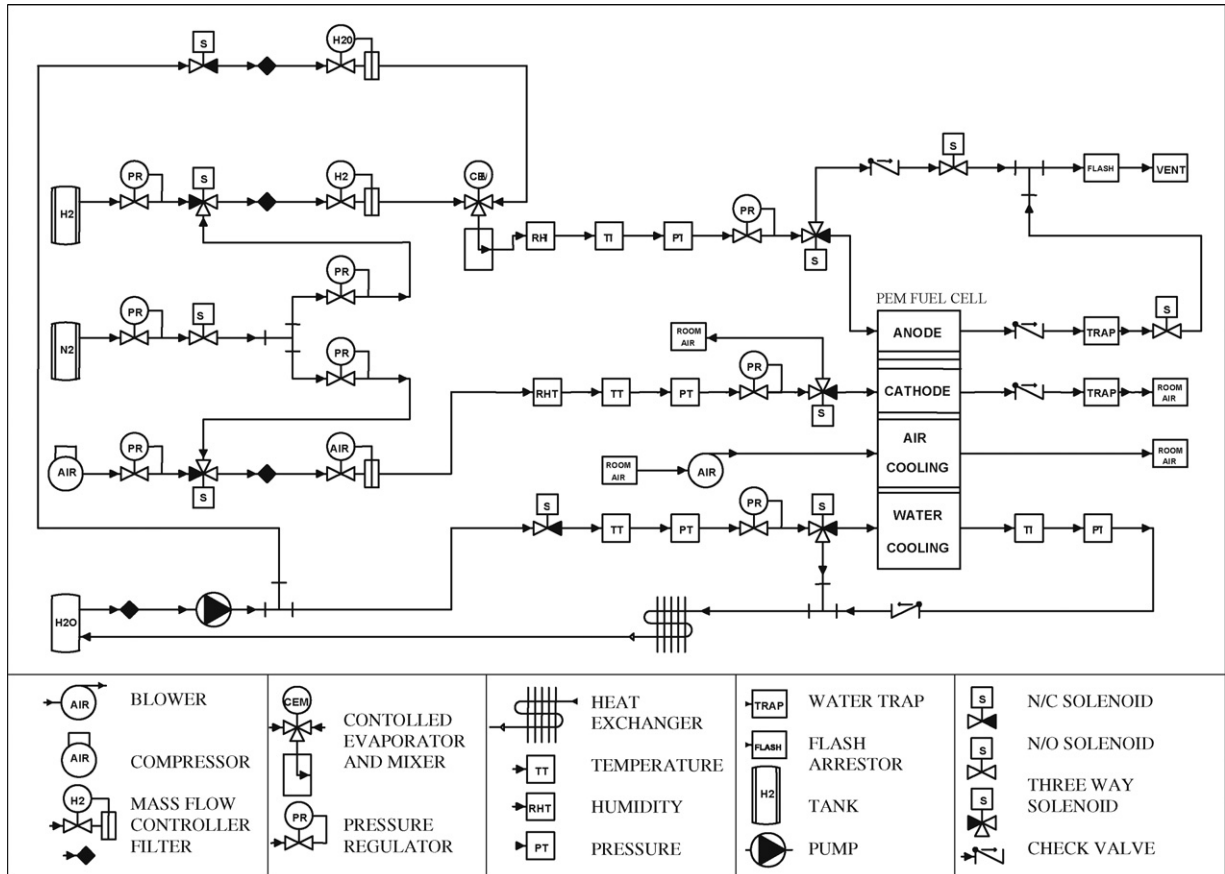 S
H20
PR
S
H2
CEM
H2
RHT
TT
PT
PR
S
S
FLASH
VENT
PR
S
PR
N2
PR
PEM FUEL CELL
ROOM
AIR
ANODE
TRAP
S
RHT
TT
PT
PR
S
CATHODE
TRAP
ROOM
AIR
AIR
PR
S
AIR
ROOM
AIR
AIR
AIR
COOLING
ROOM
AIR
S
TT
PT
PR
S
WATER
COOLING
TT
PT
H2O
AIR
BLOWER
AIR
COMPRESSOR
H2
MASS FLOW
CONTROLLER
FILTER
CEM
CONTOLLED
EVAPORATOR
AND MIXER
PR
PRESSURE
REGULATOR
HEAT
EXCHANGER
TT
TEMPERATURE
RHT
HUMIDITY
PT
PRESSURE
TRAP
WATER TRAP
FLASH
FLASH
ARRESTOR
H2
TANK
PUMP
S
N/C SOLENOID
S
N/O SOLENOID
S
THREE WAY
SOLENOID
CHECK VALVE